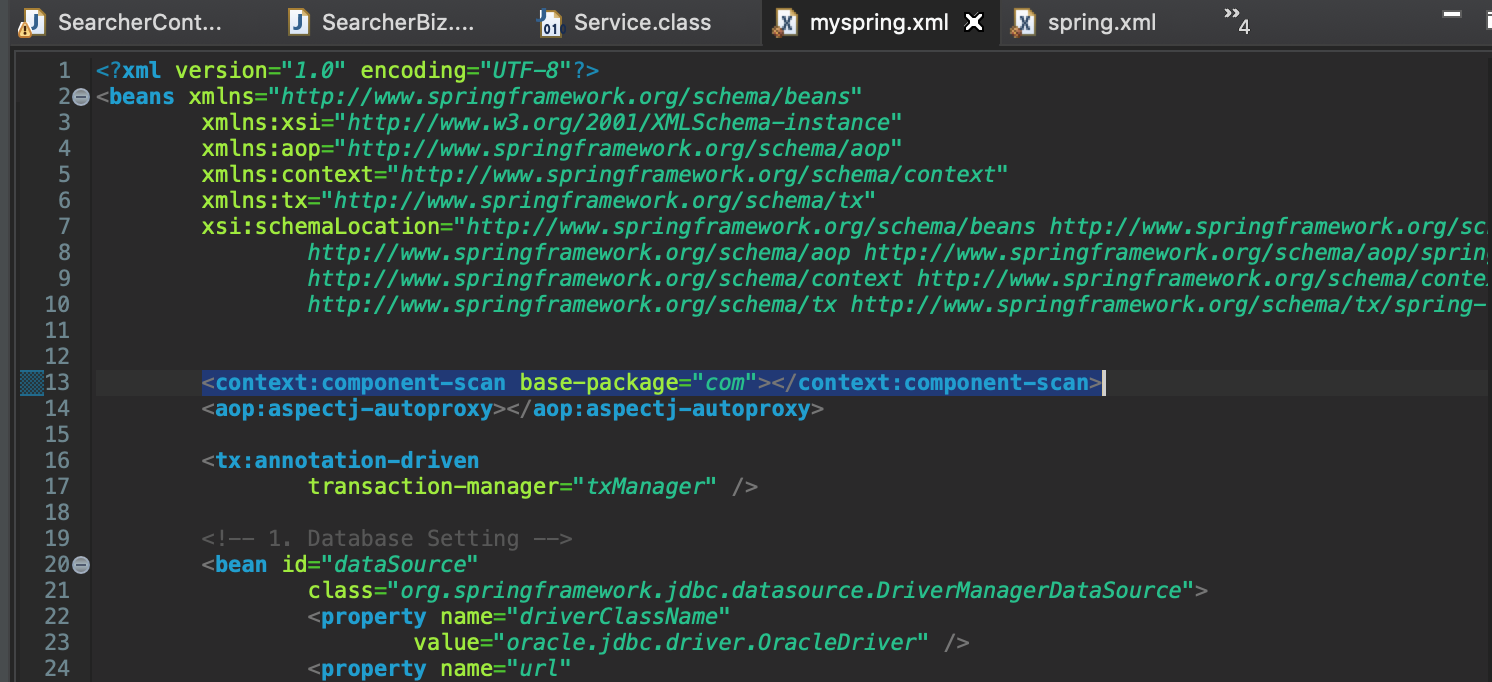 SearcherCont... SearcherBiz.... Service.class myspring.xml spring.xml »4
1 <?xml version="1.0" encoding="UTF-8"?>
2 <beans xmlns="http://www.springframework.org/schema/beans"
3 xmlns:xsi="http://www.w3.org/2001/XMLSchema-instance"
4 xmlns:aop="http://www.springframework.org/schema/aop"
5 xmlns:context="http://www.springframework.org/schema/context"
6 xmlns:tx="http://www.springframework.org/schema/tx"
7 xsi:schemaLocation="http://www.springframework.org/schema/beans http://www.springframework.org/sc
8 http://www.springframework.org/schema/aop http://www.springframework.org/schema/aop/spring
9 http://www.springframework.org/schema/context http://www.springframework.org/schema/conte
10 http://www.springframework.org/schema/tx http://www.springframework.org/schema/tx/spring-
11
12
13 <context:component-scan base-package="com"></context:component-scan>
14 <aop:aspectj-autoproxy></aop:aspectj-autoproxy>
15
16 <tx:annotation-driven
17 transaction-manager="txManager" />
18
19 <!-- 1. Database Setting -->
20 <bean id="dataSource"
21 class="org.springframework.jdbc.datasource.DriverManagerDataSource">
22 <property name="driverClassName"
23 value="oracle.jdbc.driver.OracleDriver" />
24 <property name="url"